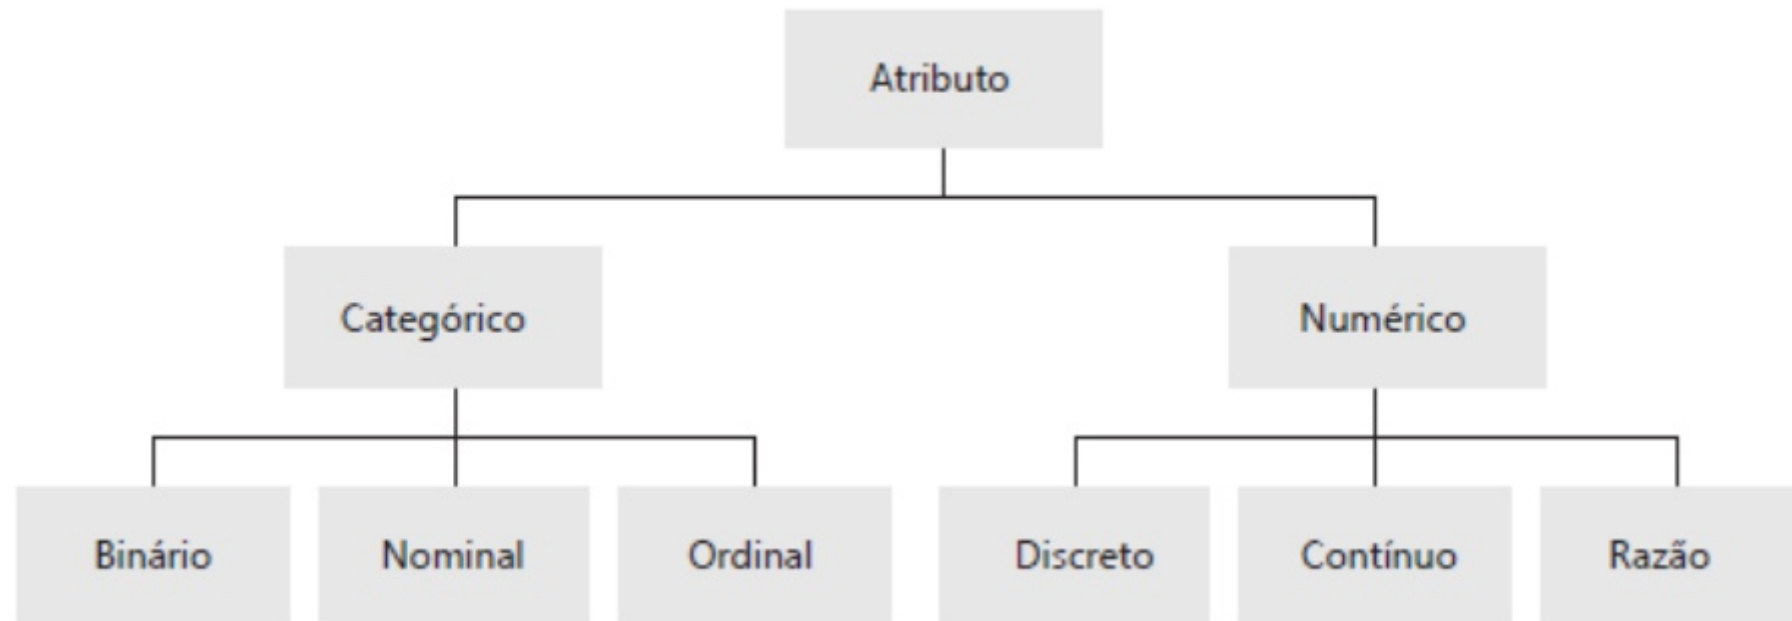 Atributo
Categórico
Numérico
Binário
Nominal
Ordinal
Discreto
Contínuo
Razão